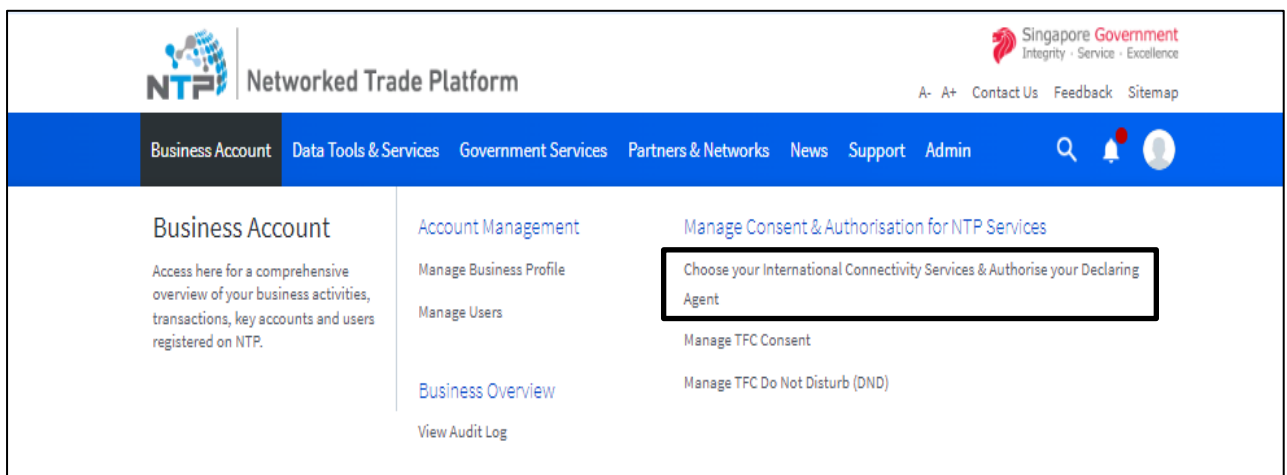 Singapore Government
Integrity · Service · Excellence
NTP
Networked Trade Platform
A- A+ Contact Us Feedback Sitemap
Business Account Data Tools & Services Government Services Partners & Networks News Support Admin
Business Account
Access here for a comprehensive
overview of your business activities,
transactions, key accounts and users
registered on NTP.
Account Management
Manage Business Profile
Manage Users
Business Overview
View Audit Log
Manage Consent & Authorisation for NTP Services
Choose your International Connectivity Services & Authorise your Declaring
Agent
Manage TFC Consent
Manage TFC Do Not Disturb (DND)